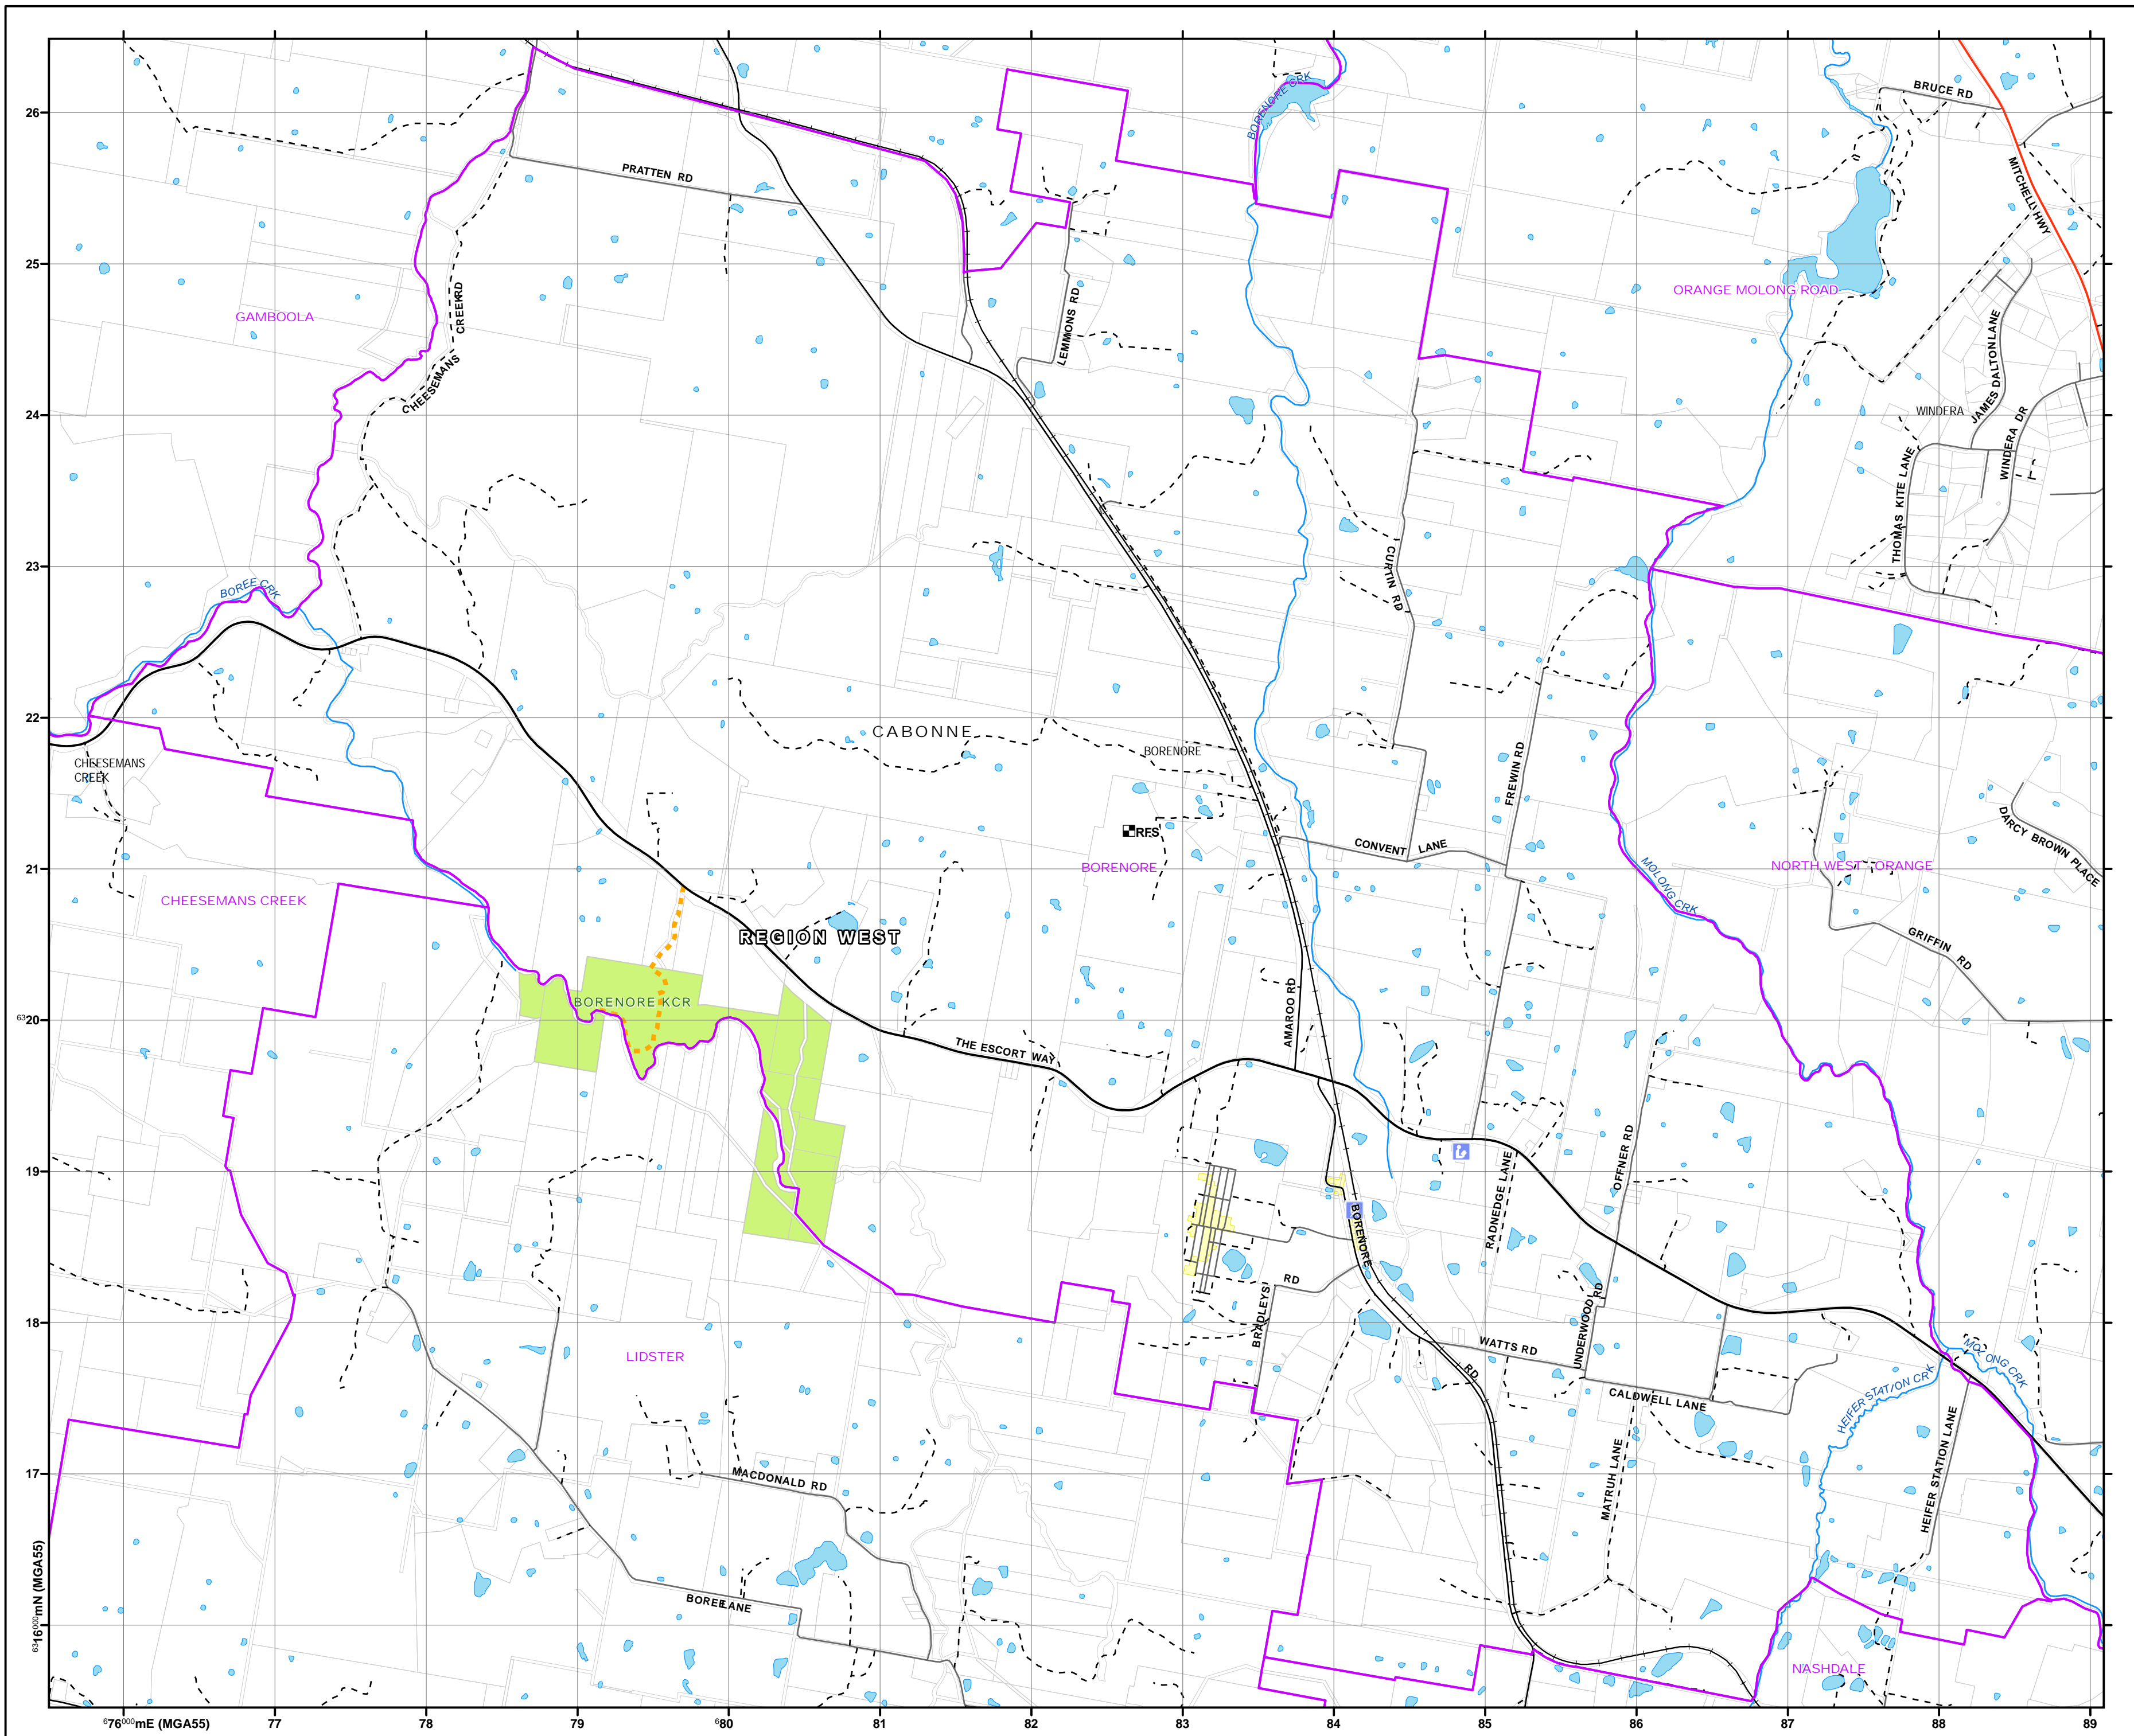 BORENORE CRK
BRUCE RD
26
PRATTEN RD
MITCHELL HWY
25
CREEK RD
GAMBOOLA
ORANGE MOLONG ROAD
LEMMONS RD
JAMES DALTON LANE
CHEESEMANS
24
WINDERA
WINDERA DR
THOMAS KITE LANE
23
BOREE CRK
CURTIN RD
22
CABONNE
BORENORE
CHEESEMANS
CREEK
FREWIN RD
RFS
CONVENT LANE
DARCY BROWN PLACE
21
BORENORE
NORTH WEST ORANGE
MOLONG CRK
CHEESEMANS CREEK
REGION WEST
GRIFFIN RD
BORENORE KCR
6320
AMAROO RD
THE ESCORT WAY
19
OFFNER RD
RADNEDGE LANE
BORENORE RD
BRADLEYS RD
18
UNDERWOOD RD
WATTS RD
LIDSTER
MOLONG CRK
HEIFER STATION CRK
CALDWELL LANE
HEIFER STATION LANE
MATRUH LANE
17
MACDONALD RD
BOREE LANE
6316000mN (MGA55)
NASHDALE
676000mE (MGA55)
77
78
79
680
81
82
83
84
85
86
87
88
89